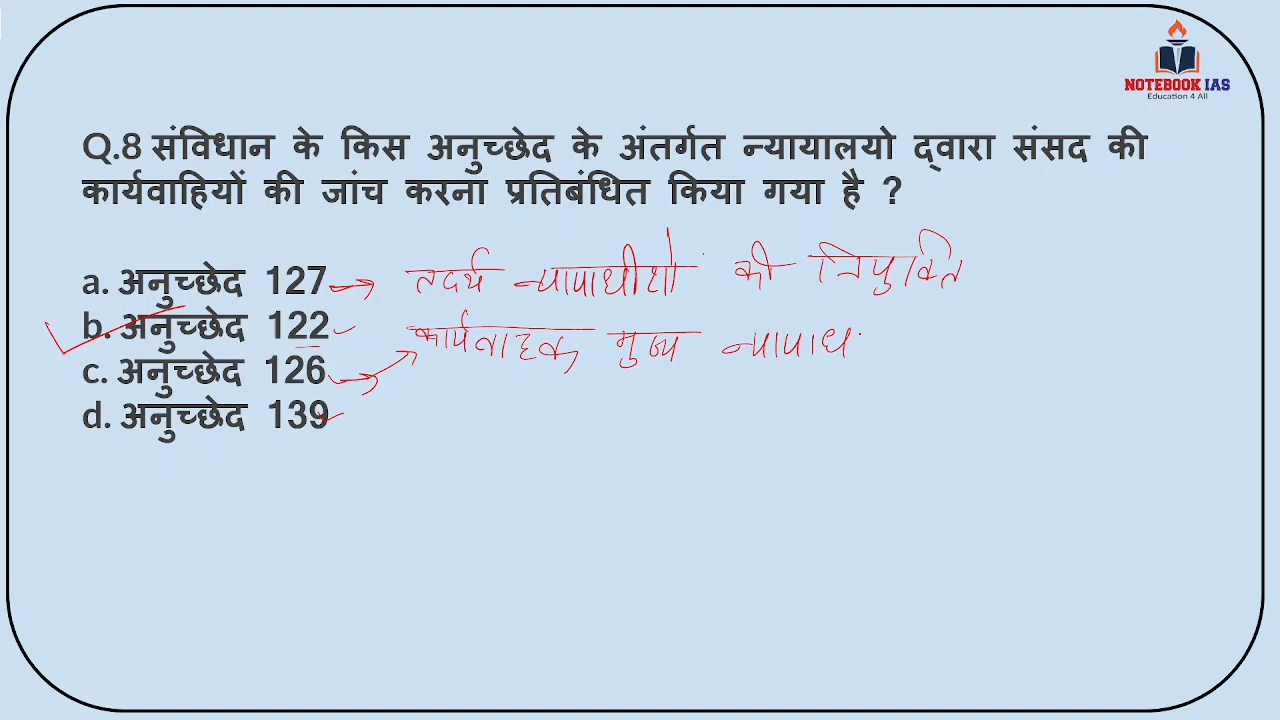 NOTEBOOK IAS
Education 4 All
Q.8 संविधान के किस अनुच्छेद के अंतर्गत न्यायालयो द्वारा संसद की
कार्यवाहियों की जांच करना प्रतिबंधित किया गया है ?
a. अनुच्छेद 127 तदर्थ न्यायाधीशों की नियुक्ति
b. अनुच्छेद 122 कार्यवाहक मुख्य न्यायाध
c. अनुच्छेद 126
d. अनुच्छेद 139